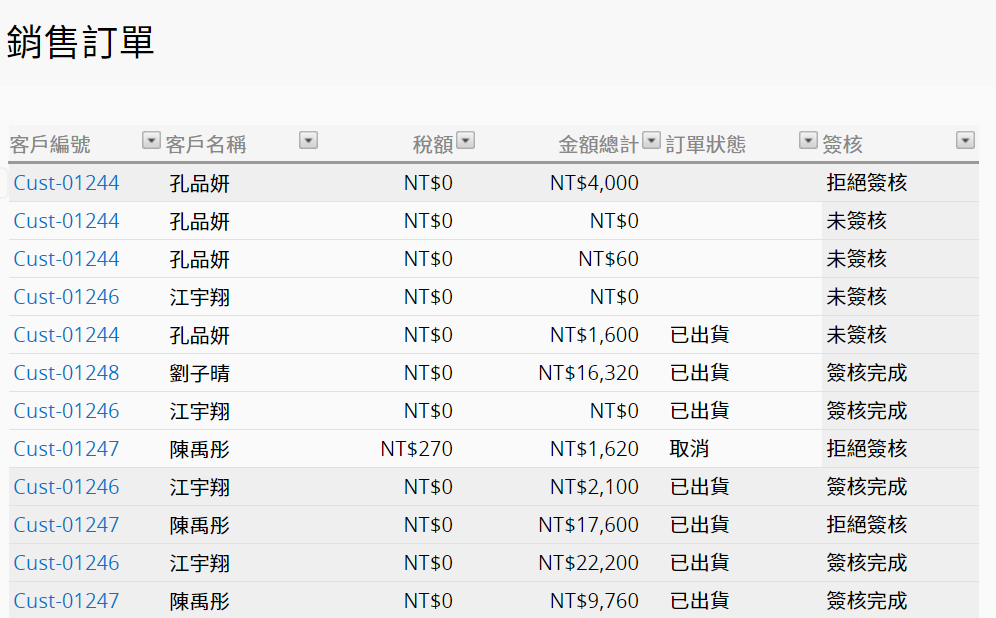 銷售訂單
客戶編號 客戶名稱 稅額 金額總計 訂單狀態 簽核
Cust-01244 孔品妍 NT$0 NT$4,000 拒絕簽核
Cust-01244 孔品妍 NT$0 NT$0 未簽核
Cust-01244 孔品妍 NT$0 NT$60 未簽核
Cust-01246 江宇翔 NT$0 NT$0 未簽核
Cust-01244 孔品妍 NT$0 NT$1,600 已出貨 未簽核
Cust-01248 劉子晴 NT$0 NT$16,320 已出貨 簽核完成
Cust-01246 江宇翔 NT$0 NT$0 已出貨 簽核完成
Cust-01247 陳禹彤 NT$270 NT$1,620 取消 拒絕簽核
Cust-01246 江宇翔 NT$0 NT$2,100 已出貨 簽核完成
Cust-01247 陳禹彤 NT$0 NT$17,600 已出貨 拒絕簽核
Cust-01246 江宇翔 NT$0 NT$22,200 已出貨 簽核完成
Cust-01247 陳禹彤 NT$0 NT$9,760 已出貨 簽核完成